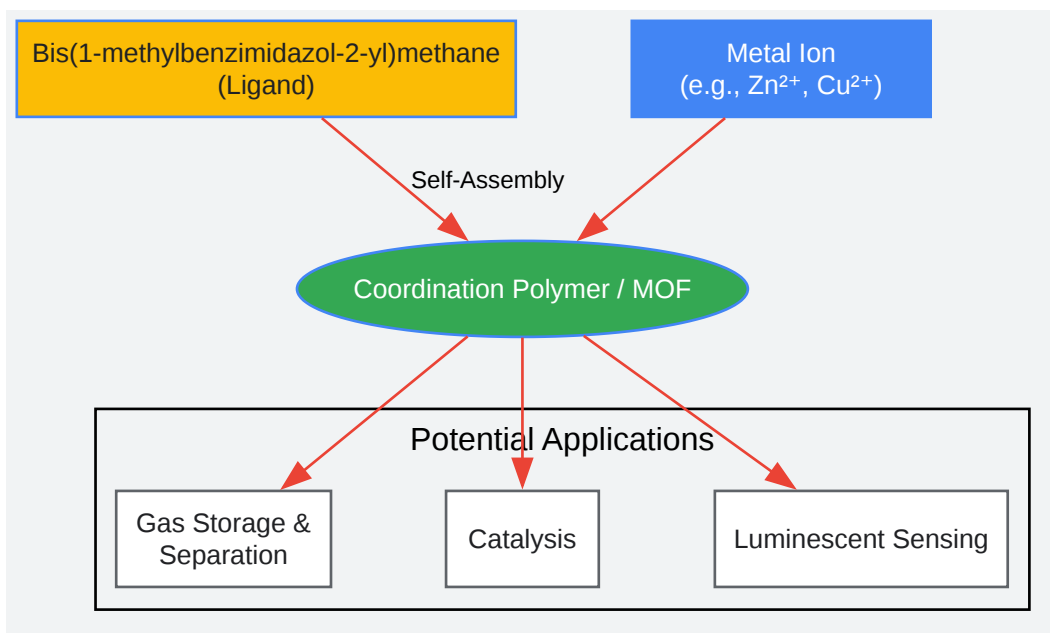 Bis(1-methylbenzimidazol-2-yl)methane
(Ligand)
Metal Ion
(e.g., Zn²⁺, Cu²⁺)
Self-Assembly
Coordination Polymer / MOF
Potential Applications
Gas Storage &
Separation
Catalysis
Luminescent Sensing